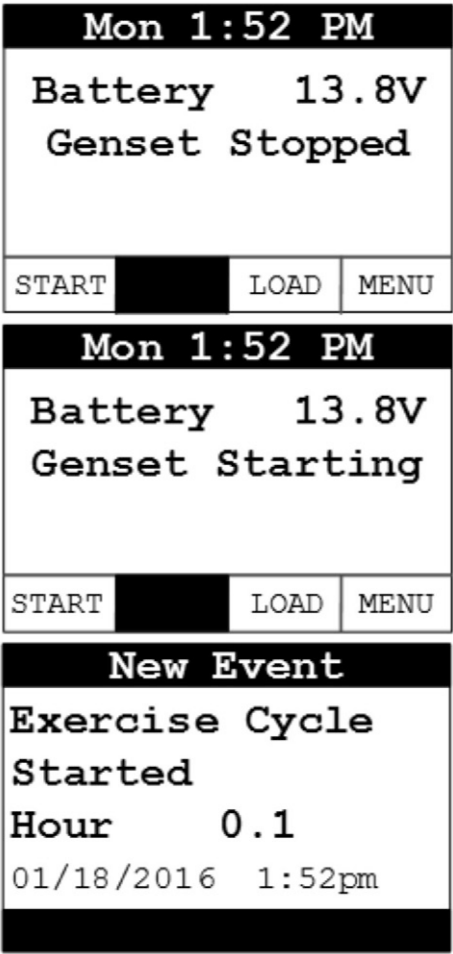 Mon 1:52 PM
Battery 13.8V
Genset Stopped
START LOAD MENU
Mon 1:52 PM
Battery 13.8V
Genset Starting
START LOAD MENU
New Event
Exercise Cycle
Started
Hour 0.1
01/18/2016 1:52pm